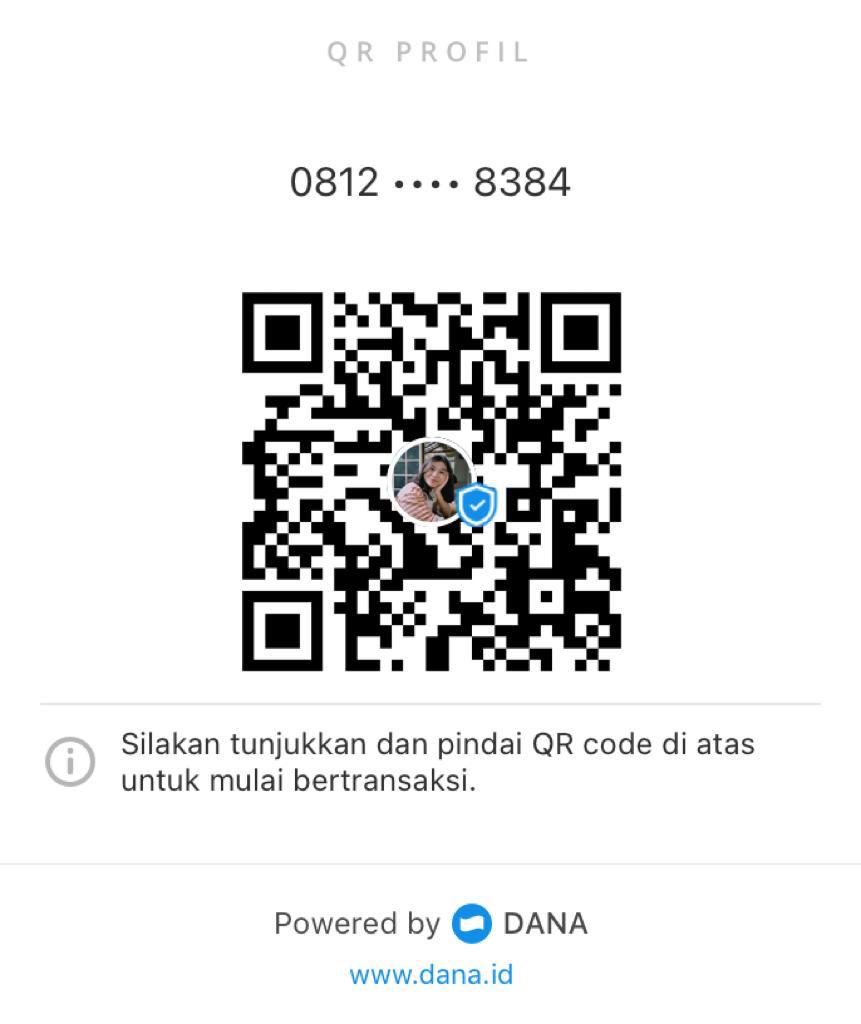 QR PROFIL
0812 •••• 8384
Silakan tunjukkan dan pindai QR code di atas
untuk mulai bertransaksi.
Powered by DANA
www.dana.id